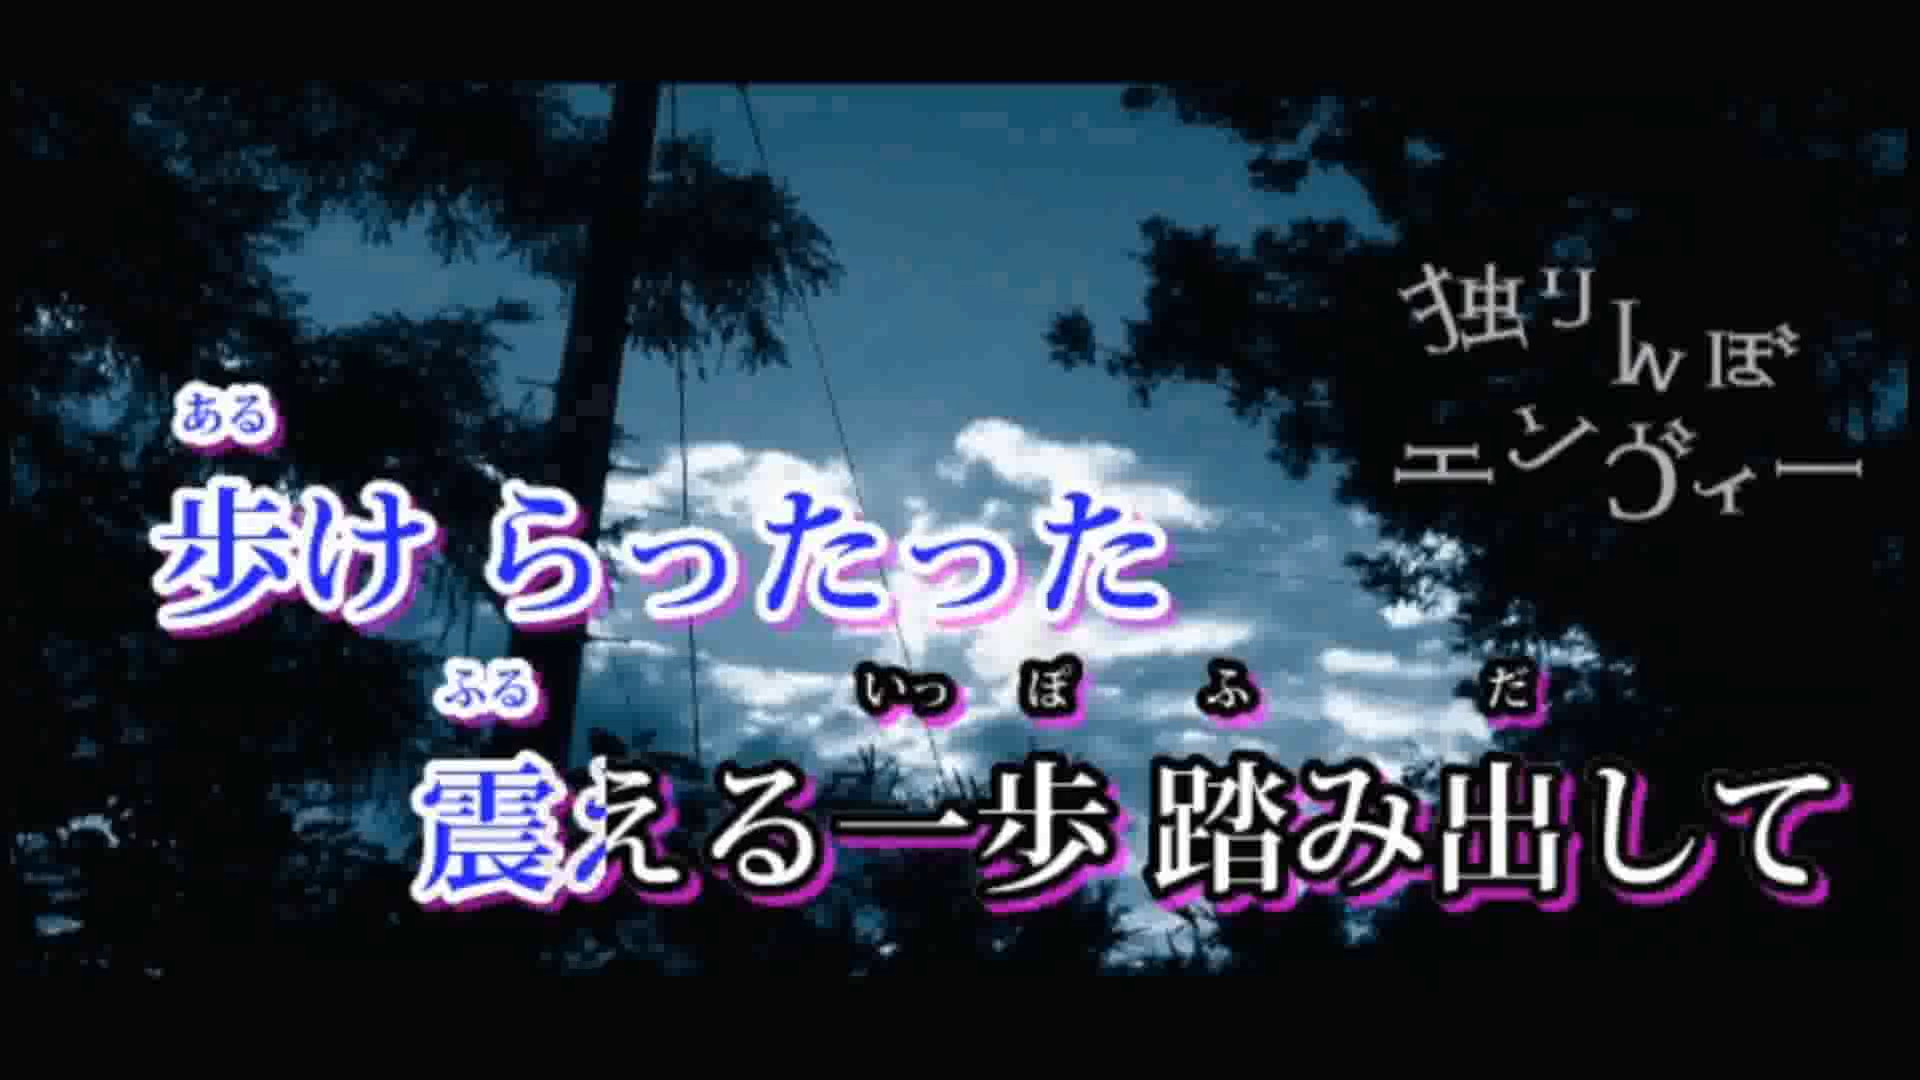 独りんぼ
エンヴィー
ある
歩け らったった
ふる いっ ぽ ふ だ
震える一歩 踏み出して